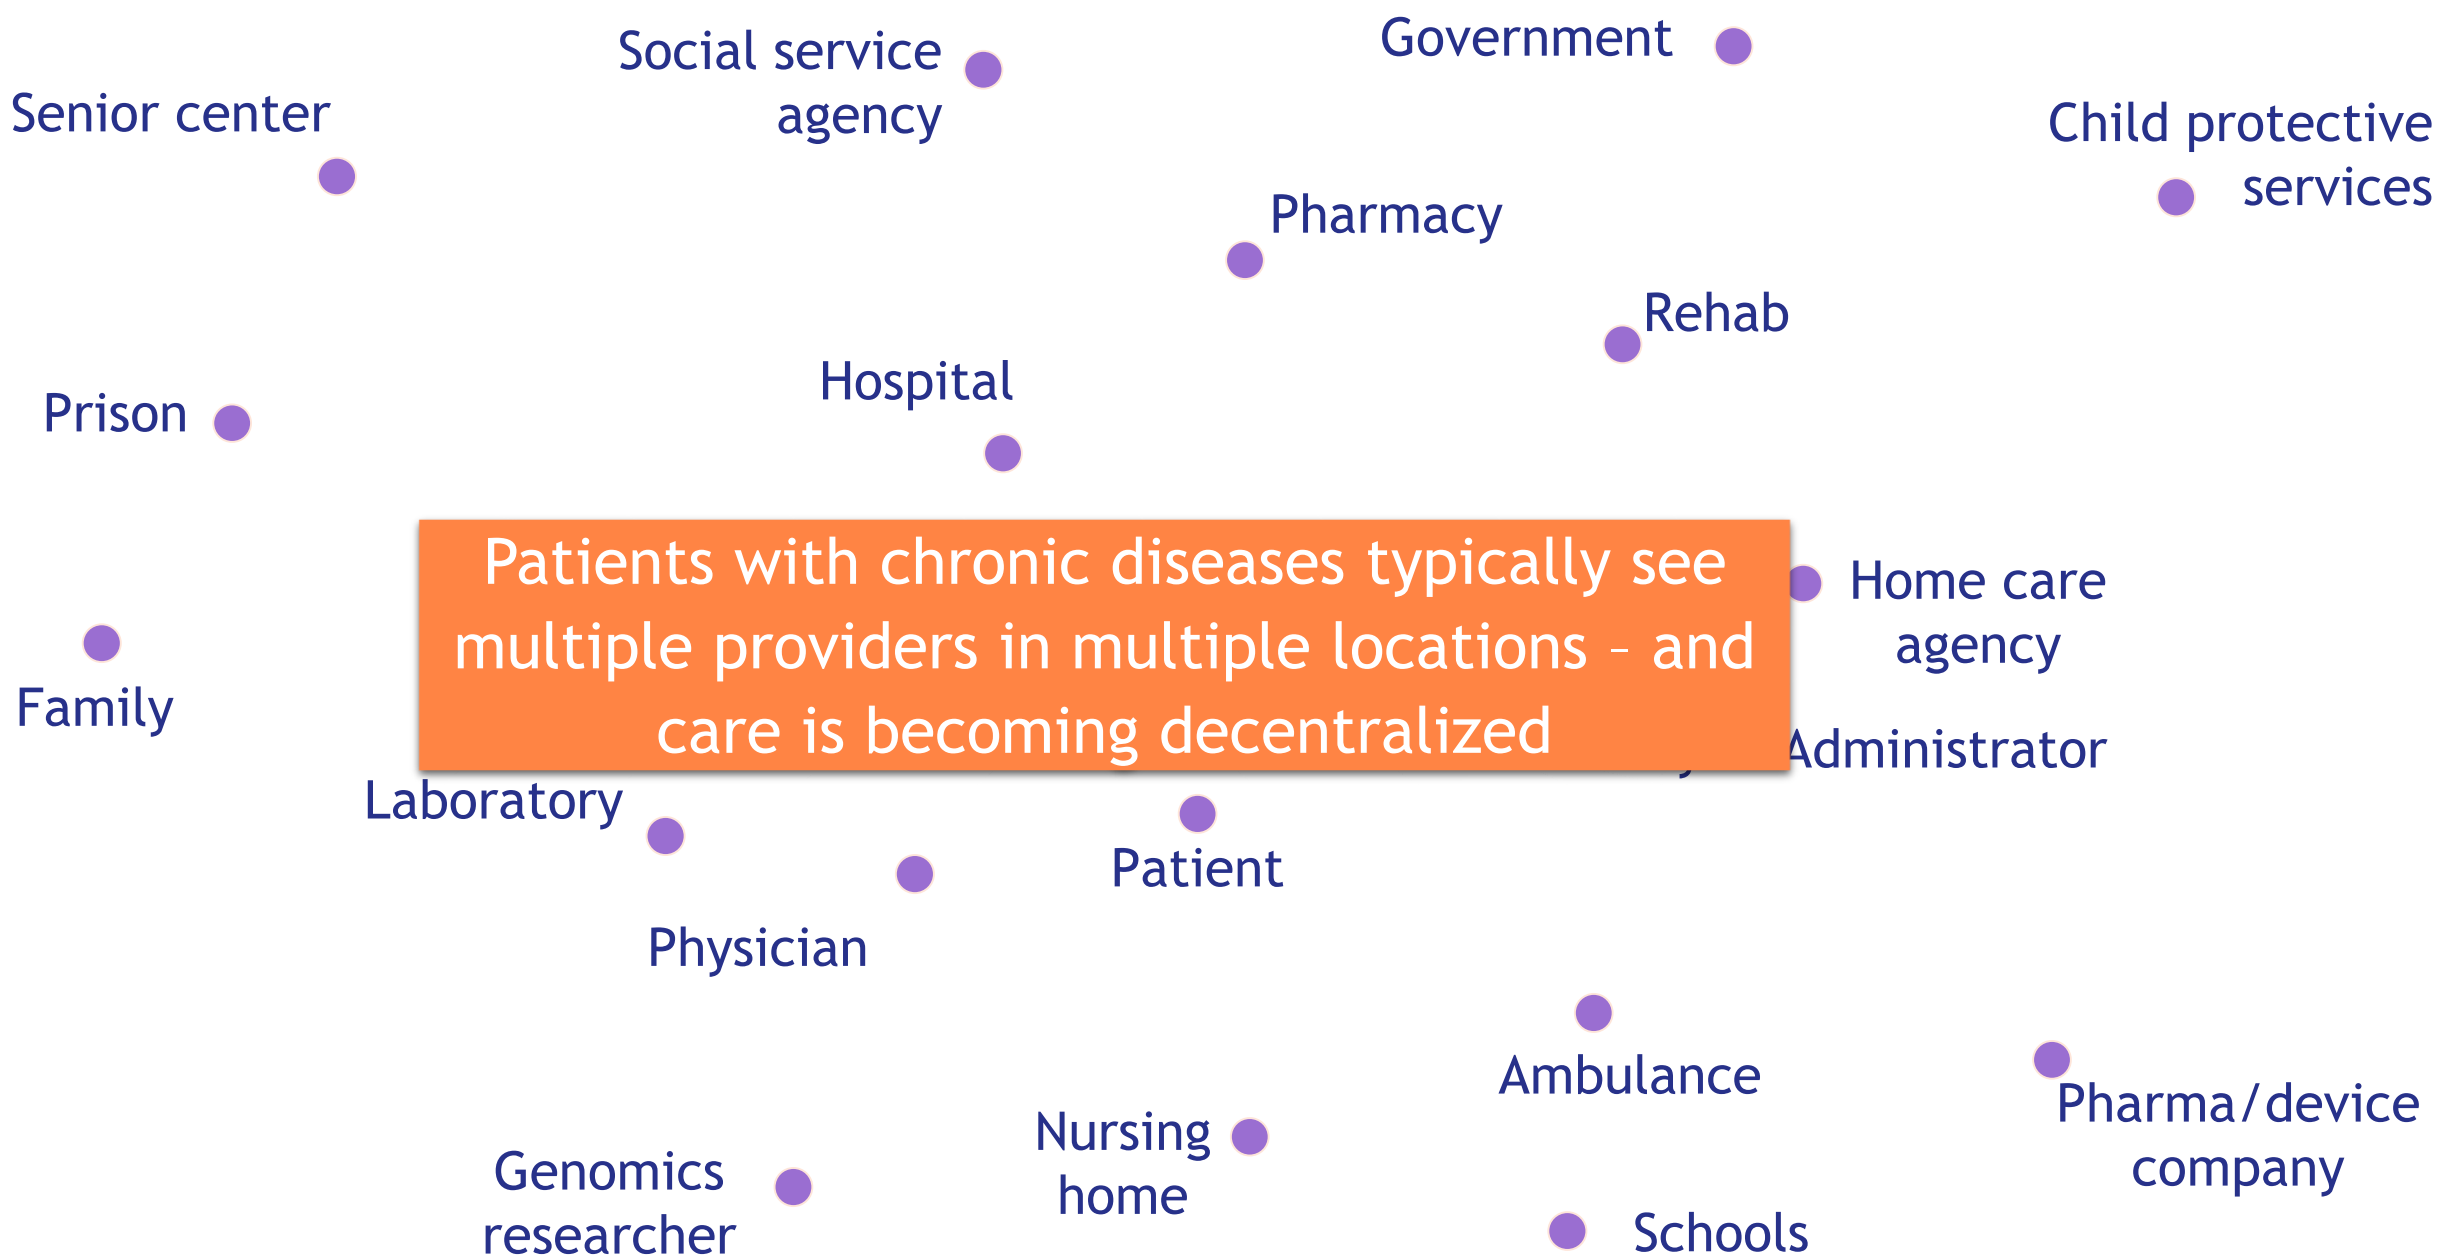 Social service
agency
Government
Senior center
Child protective
services
Pharmacy
Rehab
Hospital
Prison
Patients with chronic diseases typically see
multiple providers in multiple locations – and
care is becoming decentralized
Home care
agency
Family
Administrator
Laboratory
Patient
Physician
Ambulance
Pharma/device
company
Nursing
home
Genomics
researcher
Schools